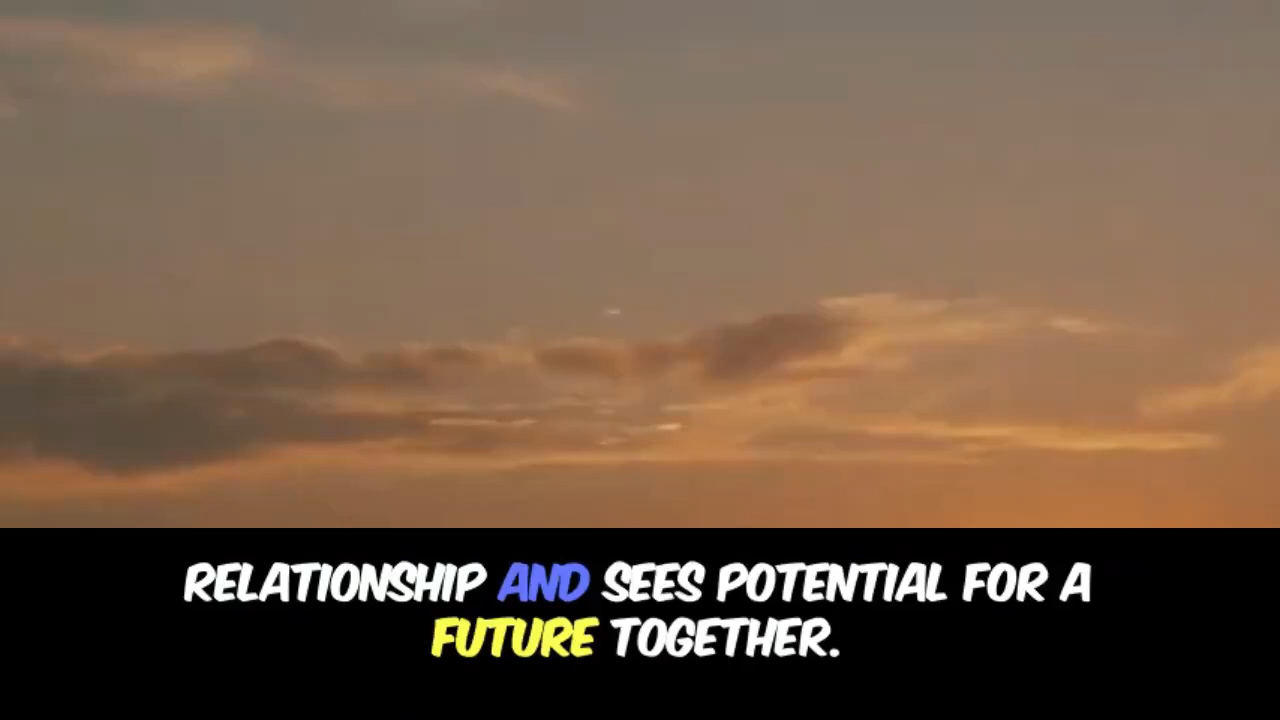 RELATIONSHIP AND SEES POTENTIAL FOR A
FUTURE TOGETHER.